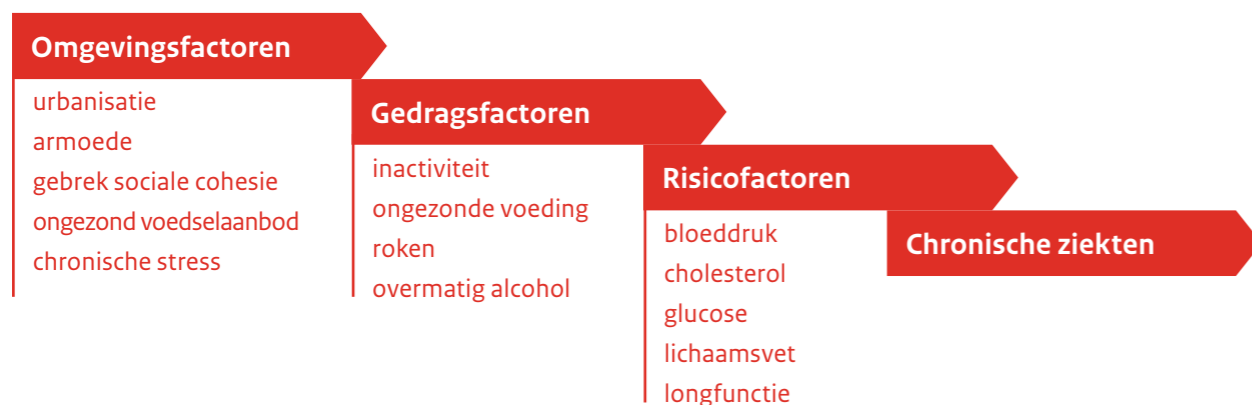 Omgevingsfactoren
urbanisatie
armoede
gebrek sociale cohesie
ongezond voedselaanbod
chronische stress
Gedragsfactoren
inactiviteit
ongezonde voeding
roken
overmatig alcohol
Risicofactoren
bloeddruk
cholesterol
glucose
lichaamsvet
longfunctie
Chronische ziekten